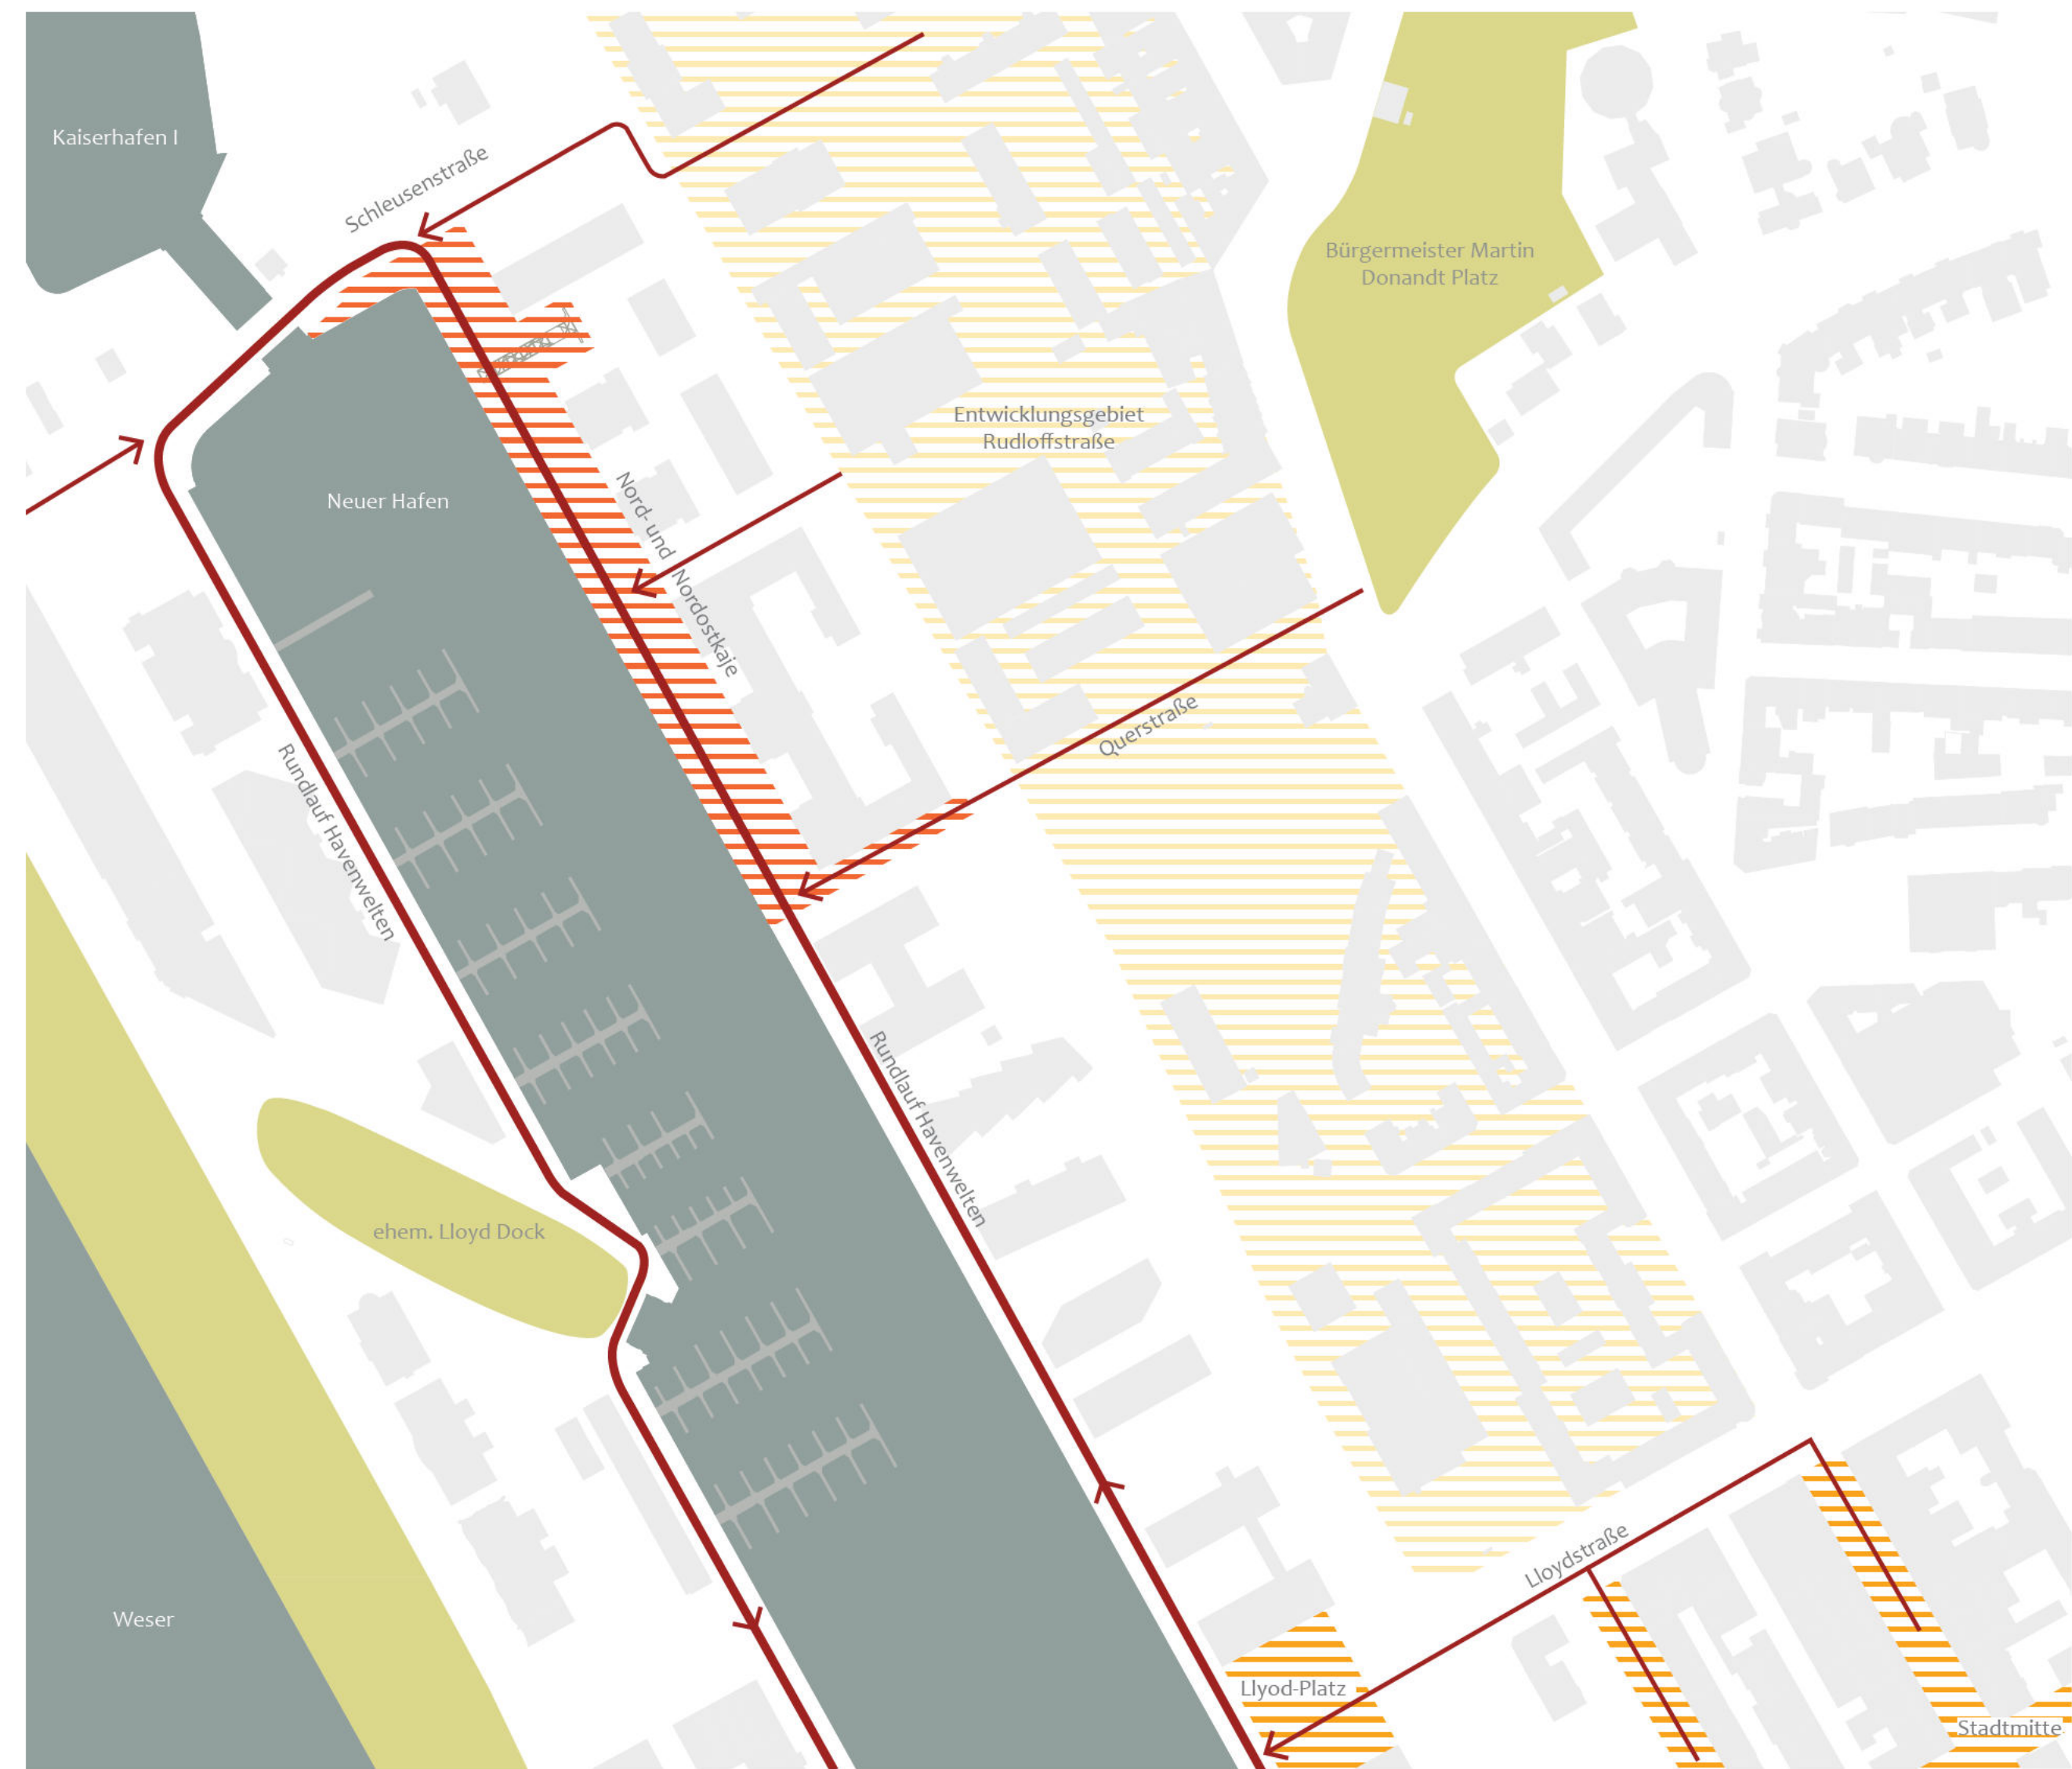 Kaiserhafen I
Schleusenstraße
Bürgermeister Martin
Donandt Platz
Entwicklungsgebiet
Rudloffstraße
Neuer Hafen
Nord- und Nordostkaje
Querstraße
Rundlauf Havenwelten
Rundlauf Havenwelten
ehem. Lloyd Dock
Lloydstraße
Weser
Llyod-Platz
Stadtmitte